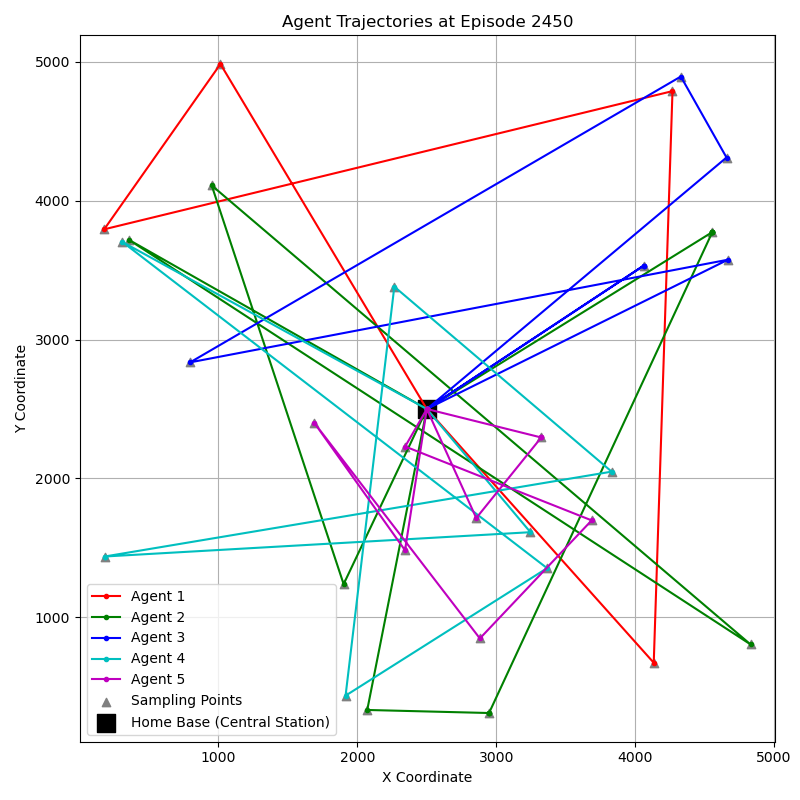 Agent Trajectories at Episode 2450
5000
4000
3000
2000
1000
Y Coordinate
Agent 1
Agent 2
Agent 3
Agent 4
Agent 5
Sampling Points
Home Base (Central Station)
1000 2000 3000 4000 5000
X Coordinate